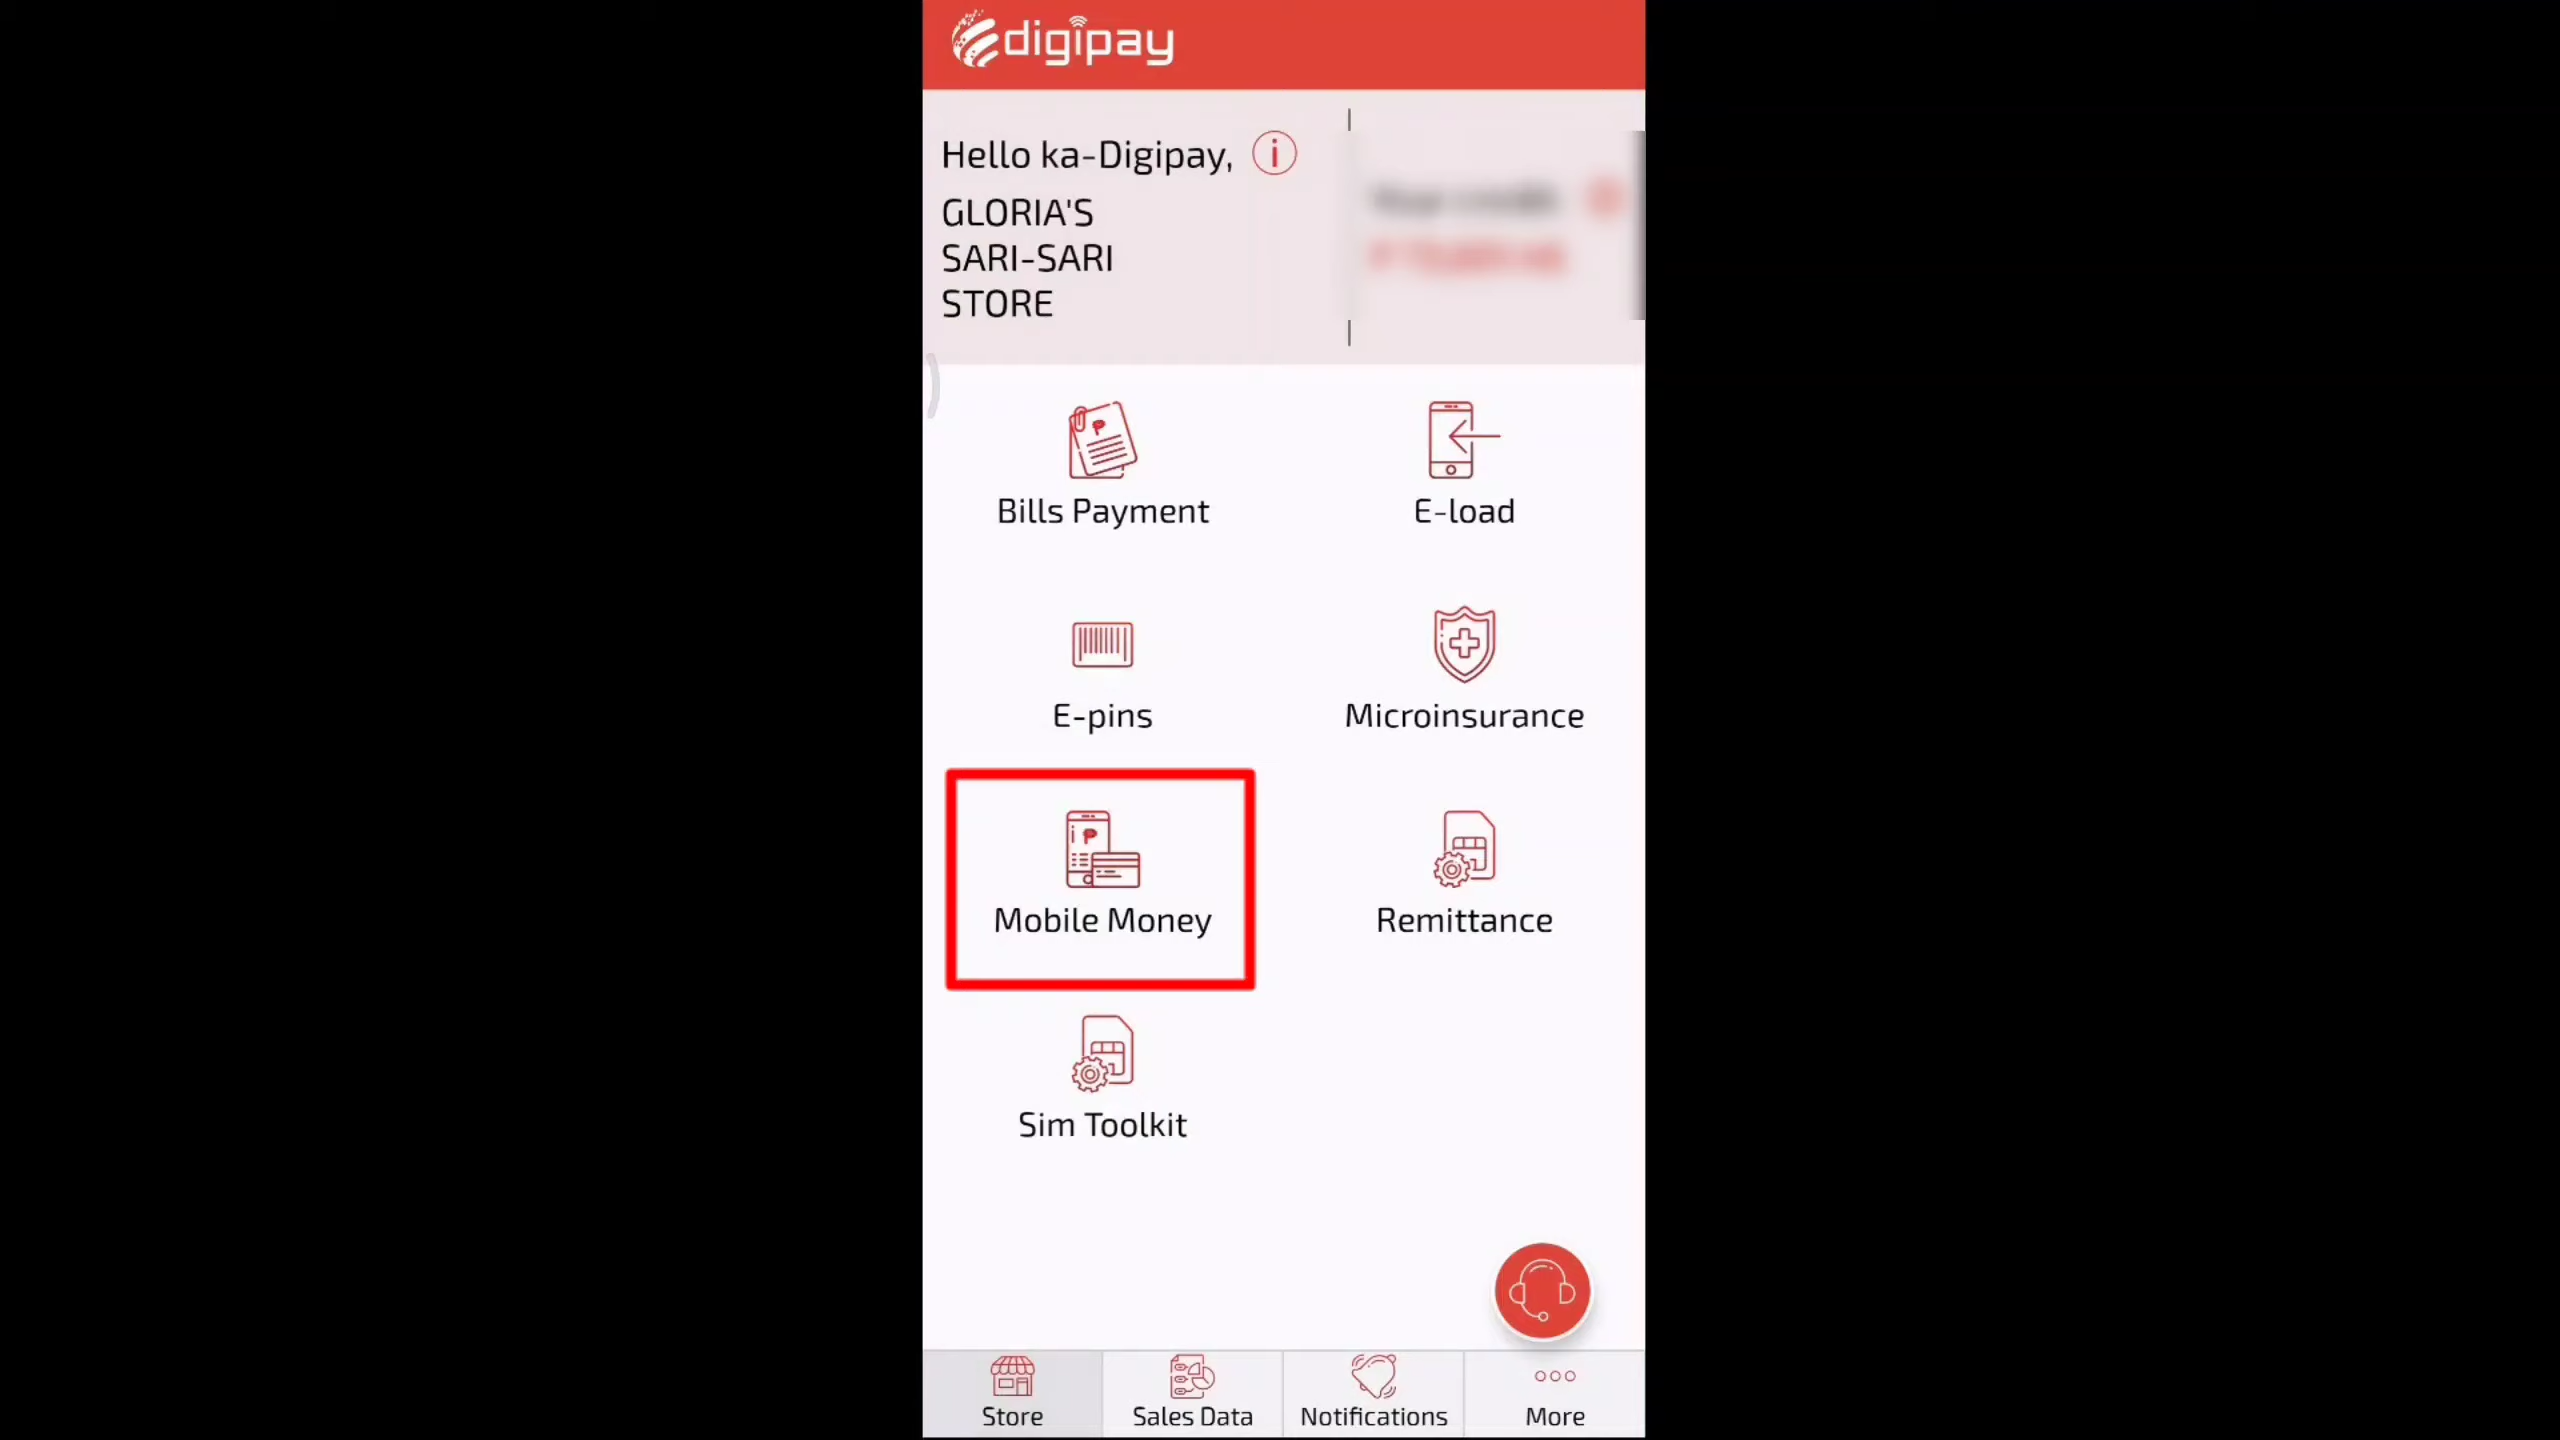 digipay
Hello ka-Digipay,
GLORIA'S
SARI-SARI
STORE
Bills Payment
E-load
E-pins
Microinsurance
Mobile Money
Remittance
Sim Toolkit
Store
Sales Data
Notifications
More